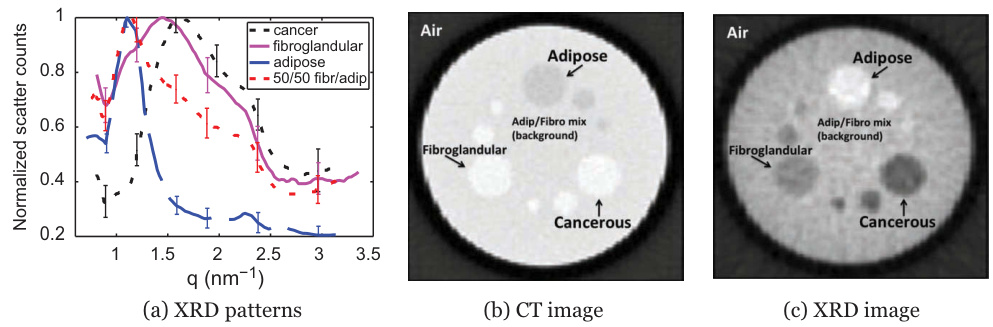 Normalized scatter counts
1
0.8
0.6
0.4
0.2
1
1.5
2
2.5
3
3.5
q (nm⁻¹)
cancer
fibroglandular
adipose
50/50 fibr/adip
(a) XRD patterns
Air
Adipose
Adip/Fibro mix
(background)
Fibroglandular
Cancerous
(b) CT image
Air
Adipose
Adip/Fibro mix
(background)
Fibroglandular
Cancerous
(c) XRD image